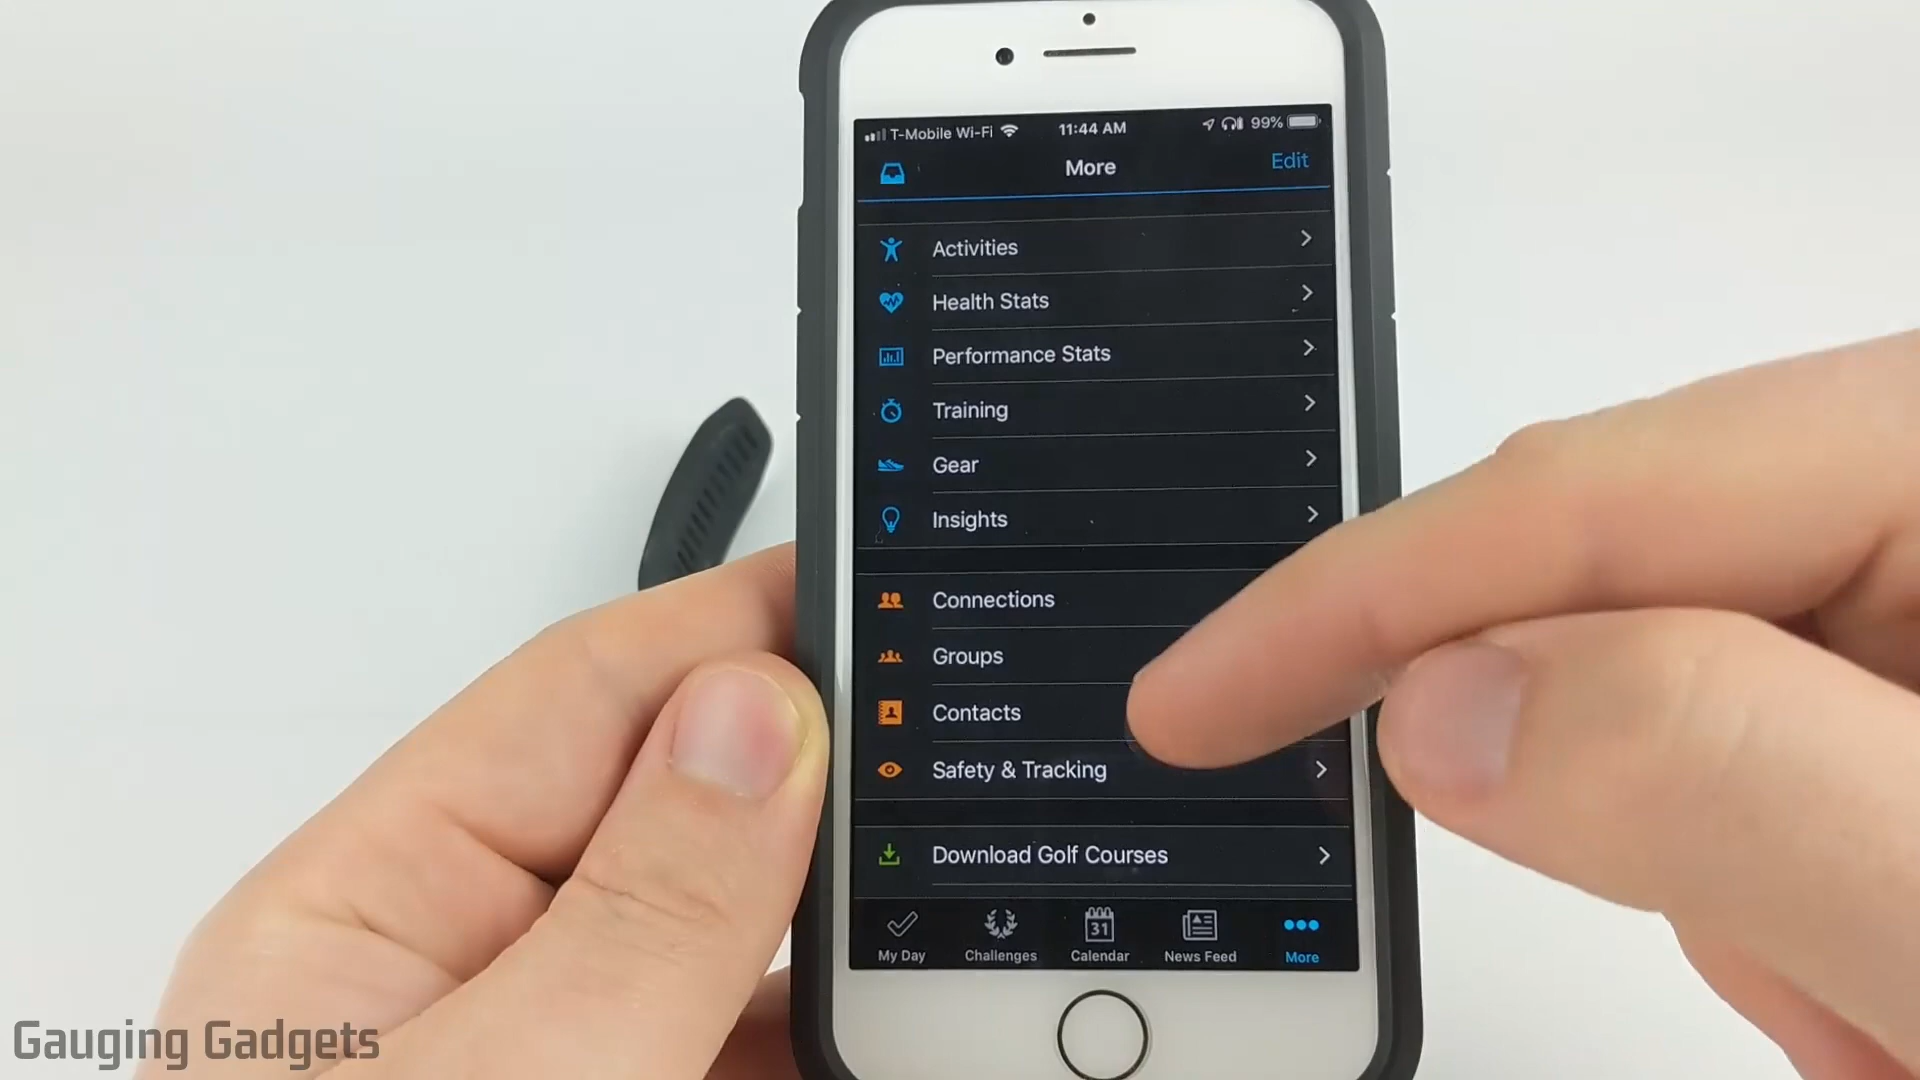 T-Mobile Wi-Fi 11:44 AM 99%
More Edit
Activities
Health Stats
Performance Stats
Training
Gear
Insights
Connections
Groups
Contacts
Safety & Tracking
Download Golf Courses
31
My Day Challenges Calendar News Feed More
Gauging Gadgets